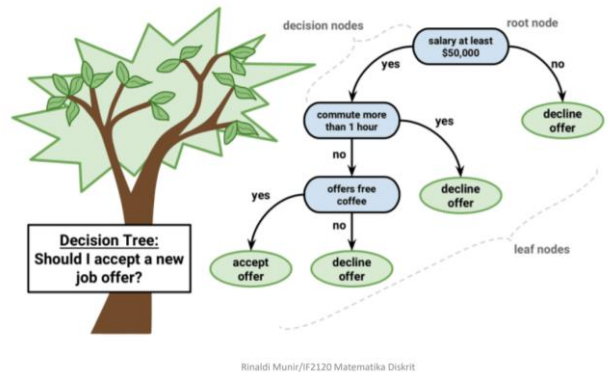 decision nodes
root node
salary at least
$50,000
yes
no
commute more
than 1 hour
decline
offer
yes
no
offers free
coffee
decline
offer
yes
no
leaf nodes
Decision Tree:
Should I accept a new
job offer?
accept
offer
decline
offer
Rinaldi Munir/IF2120 Matematika Diskrit